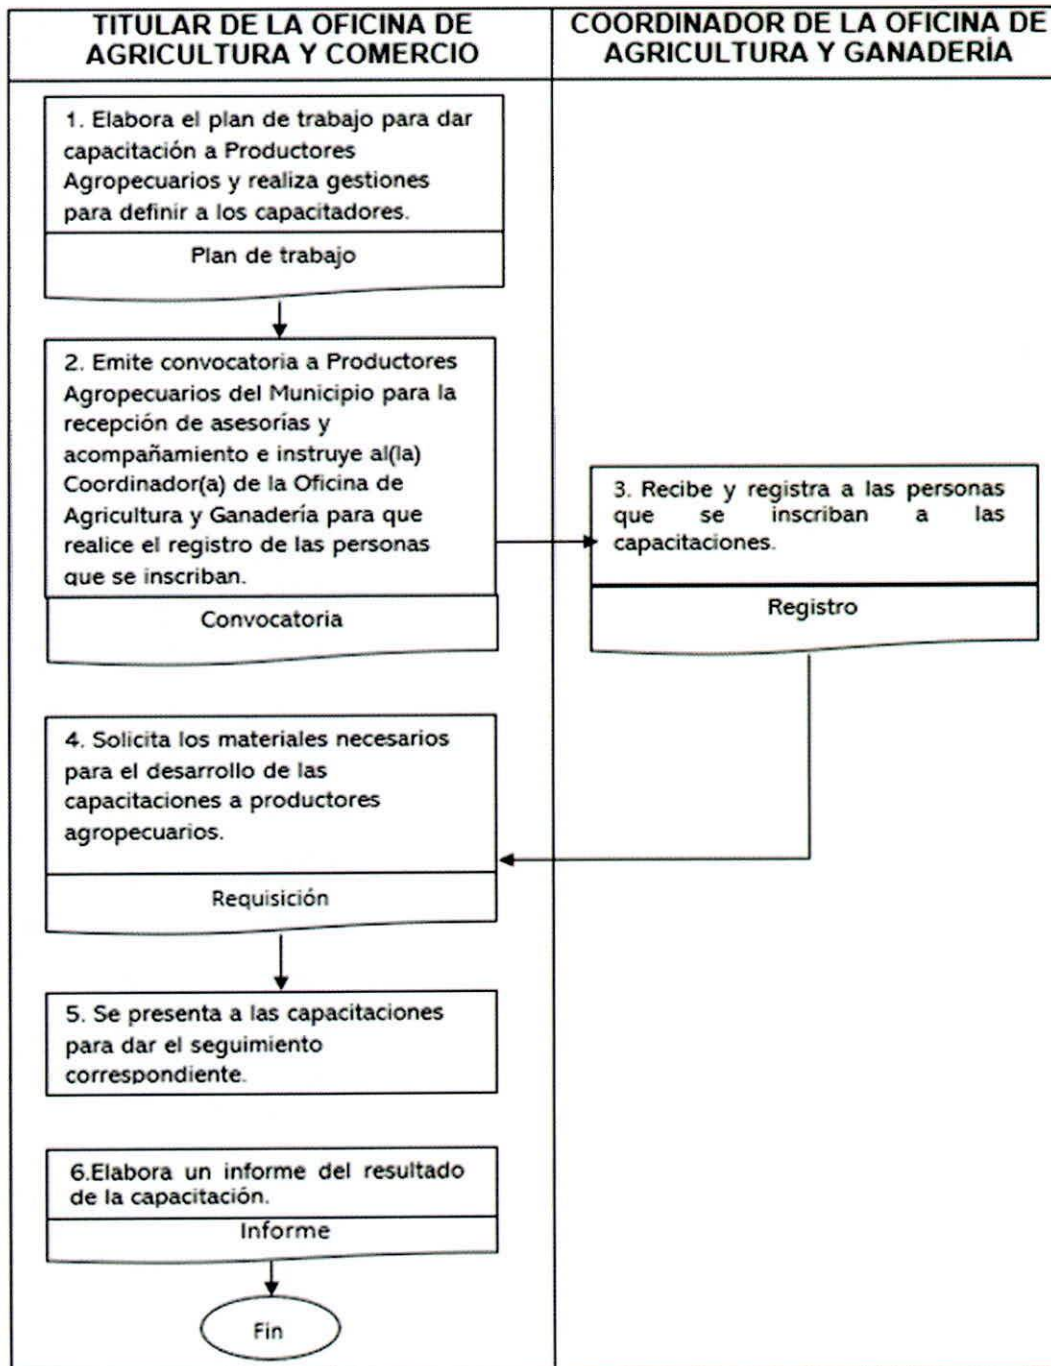 TITULAR DE LA OFICINA DE
AGRICULTURA Y COMERCIO
COORDINADOR DE LA OFICINA DE
AGRICULTURA Y GANADERÍA
1. Elabora el plan de trabajo para dar
capacitación a Productores
Agropecuarios y realiza gestiones
para definir a los capacitadores.
Plan de trabajo
2. Emite convocatoria a Productores
Agropecuarios del Municipio para la
recepción de asesorías y
acompañamiento e instruye al(la)
Coordinador(a) de la Oficina de
Agricultura y Ganadería para que
realice el registro de las personas
que se inscriban.
Convocatoria
3. Recibe y registra a las personas
que se inscriban a las
capacitaciones.
Registro
4. Solicita los materiales necesarios
para el desarrollo de las
capacitaciones a productores
agropecuarios.
Requisición
5. Se presenta a las capacitaciones
para dar el seguimiento
correspondiente.
6.Elabora un informe del resultado
de la capacitación.
Informe
Fin